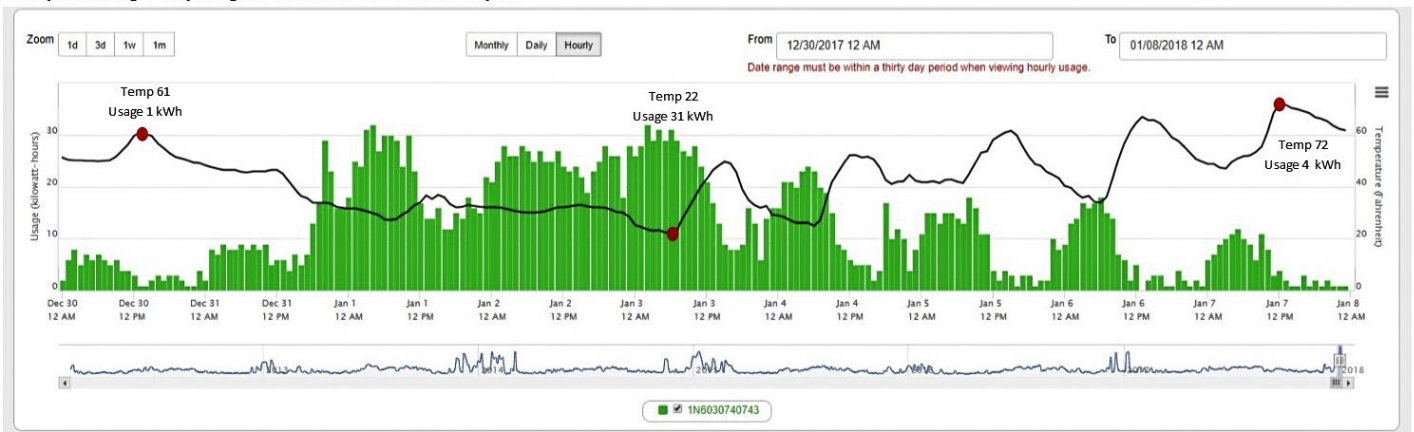 Zoom 1d 3d 1w 1m Monthly Daily Hourly From 12/30/2017 12 AM To 01/08/2018 12 AM
Date range must be within a thirty day period when viewing hourly usage.
Temp 61
Usage 1 kWh
Temp 22
Usage 31 kWh
Temp 72
Usage 4 kWh
Usage (kilowatt-hours)
30
20
10
0
Temperature (Fahrenheit)
60
40
20
0
Dec 30 Dec 30 Dec 31 Dec 31 Jan 1 Jan 1 Jan 2 Jan 2 Jan 3 Jan 3 Jan 4 Jan 4 Jan 5 Jan 5 Jan 6 Jan 6 Jan 7 Jan 7 Jan 8
12 AM 12 PM 12 AM 12 PM 12 AM 12 PM 12 AM 12 PM 12 AM 12 PM 12 AM 12 PM 12 AM 12 PM 12 AM 12 PM 12 AM 12 PM 12 AM
2014 2018
1N6030740743